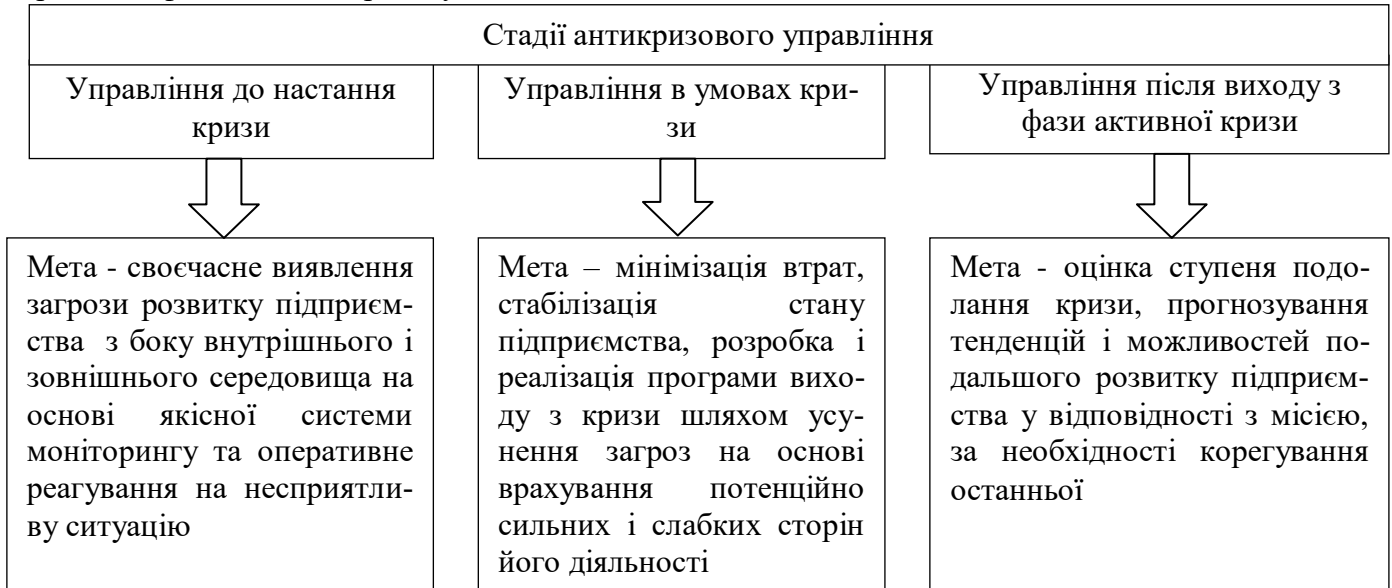 Стадії антикризового управління
Управління до настання
кризи
Управління в умовах кри-
зи
Управління після виходу з
фази активної кризи
Мета - своєчасне виявлення
загрози розвитку підприєм-
ства з боку внутрішнього і
зовнішнього середовища на
основі якісної системи
моніторингу та оперативне
реагування на несприятли-
ву ситуацію
Мета – мінімізація втрат,
стабілізація стану
підприємства, розробка і
реалізація програми вихо-
ду з кризи шляхом усу-
нення загроз на основі
врахування потенційно
сильних і слабких сторін
його діяльності
Мета - оцінка ступеня подо-
лання кризи, прогнозування
тенденцій і можливостей по-
дальшого розвитку підприєм-
ства у відповідності з місією,
за необхідності корегування
останньої